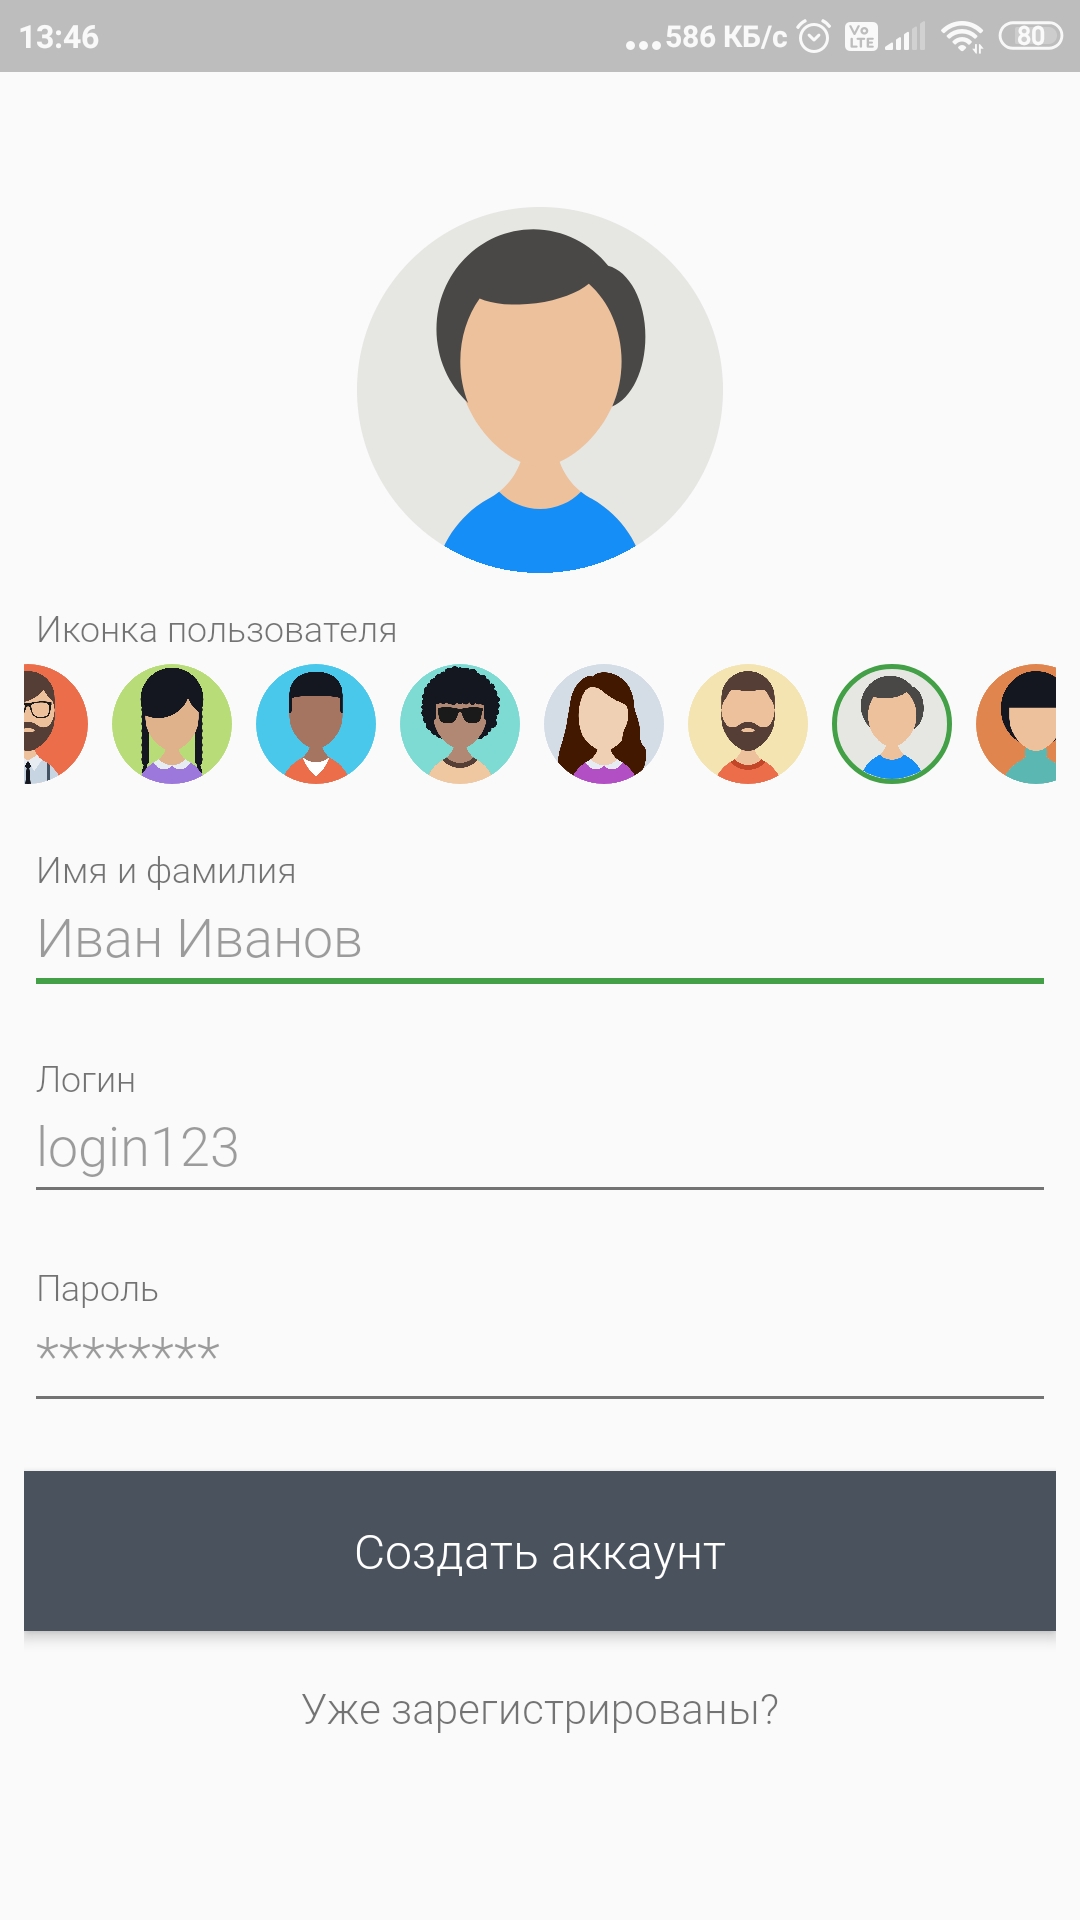 13:46
...586 КБ/с Vo LTE 80
Иконка пользователя
Имя и фамилия
Иван Иванов
Логин
login123
Пароль
********
Создать аккаунт
Уже зарегистрированы?